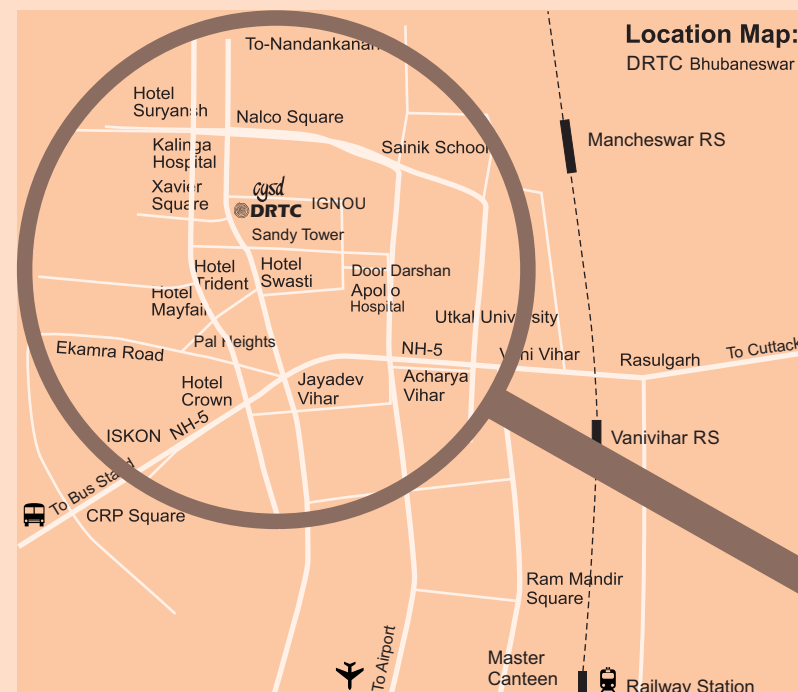 Location Map:
DRTC Bhubaneswar
To-Nandankanan
Hotel
Suryansh
Nalco Square
Mancheswar RS
Kalinga
Hospital
Sainik School
Xavier
Square
cysd
DRTC
IGNOU
Sandy Tower
Hotel
Trident
Hotel
Swasti
Door Darshan
Apollo
Hospital
Hotel
Mayfair
Utkal University
Pal Heights
Ekamra Road
NH-5
Vani Vihar
Rasulgarh
To Cuttack
Hotel
Crown
Jayadev
Vihar
Acharya
Vihar
ISKON
NH-5
Vanivihar RS
To Bus Stand
CRP Square
Ram Mandir
Square
To Airport
Master
Canteen
Railway Station